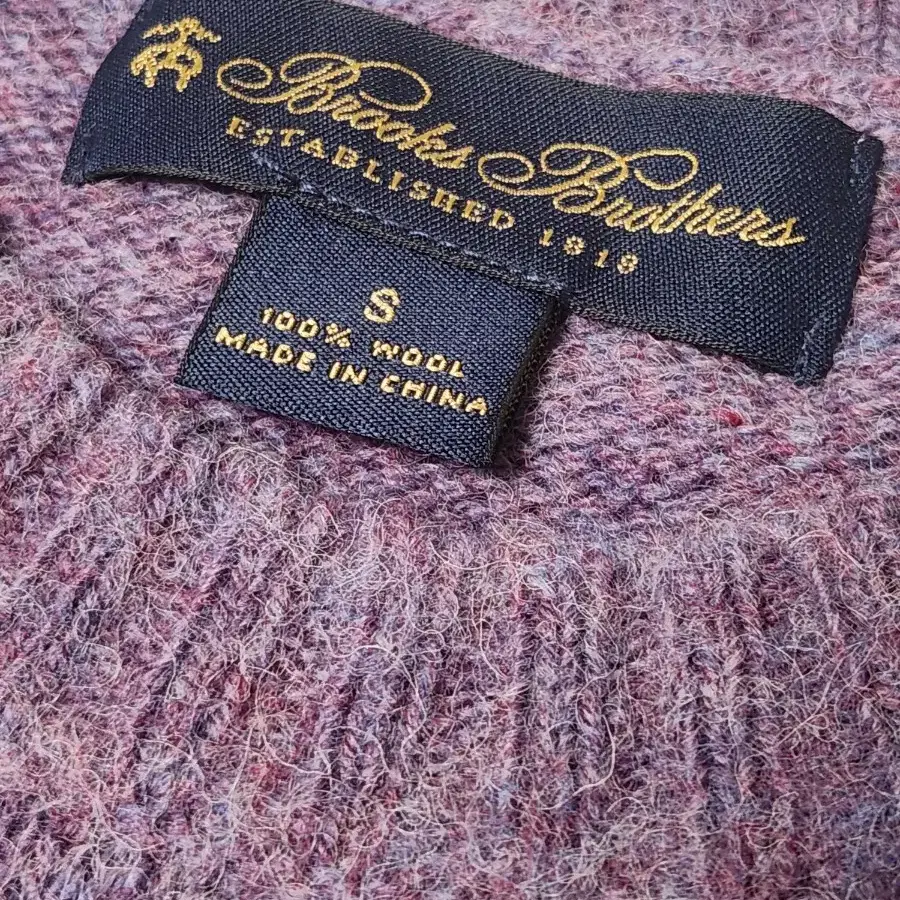 Brooks Brothers
ESTABLISHED 1818
S
100% WOOL
MADE IN CHINA